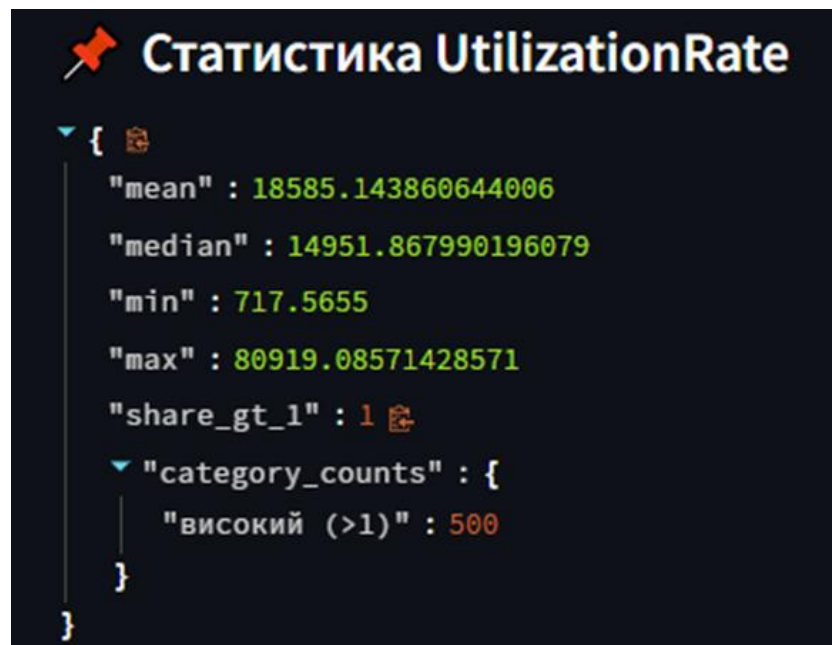 Статистика UtilizationRate
{
"mean" : 18585.143860644006
"median" : 14951.867990196079
"min" : 717.5655
"max" : 80919.08571428571
"share_gt_1" : 1
"category_counts" : {
"високий (>1)" : 500
}
}